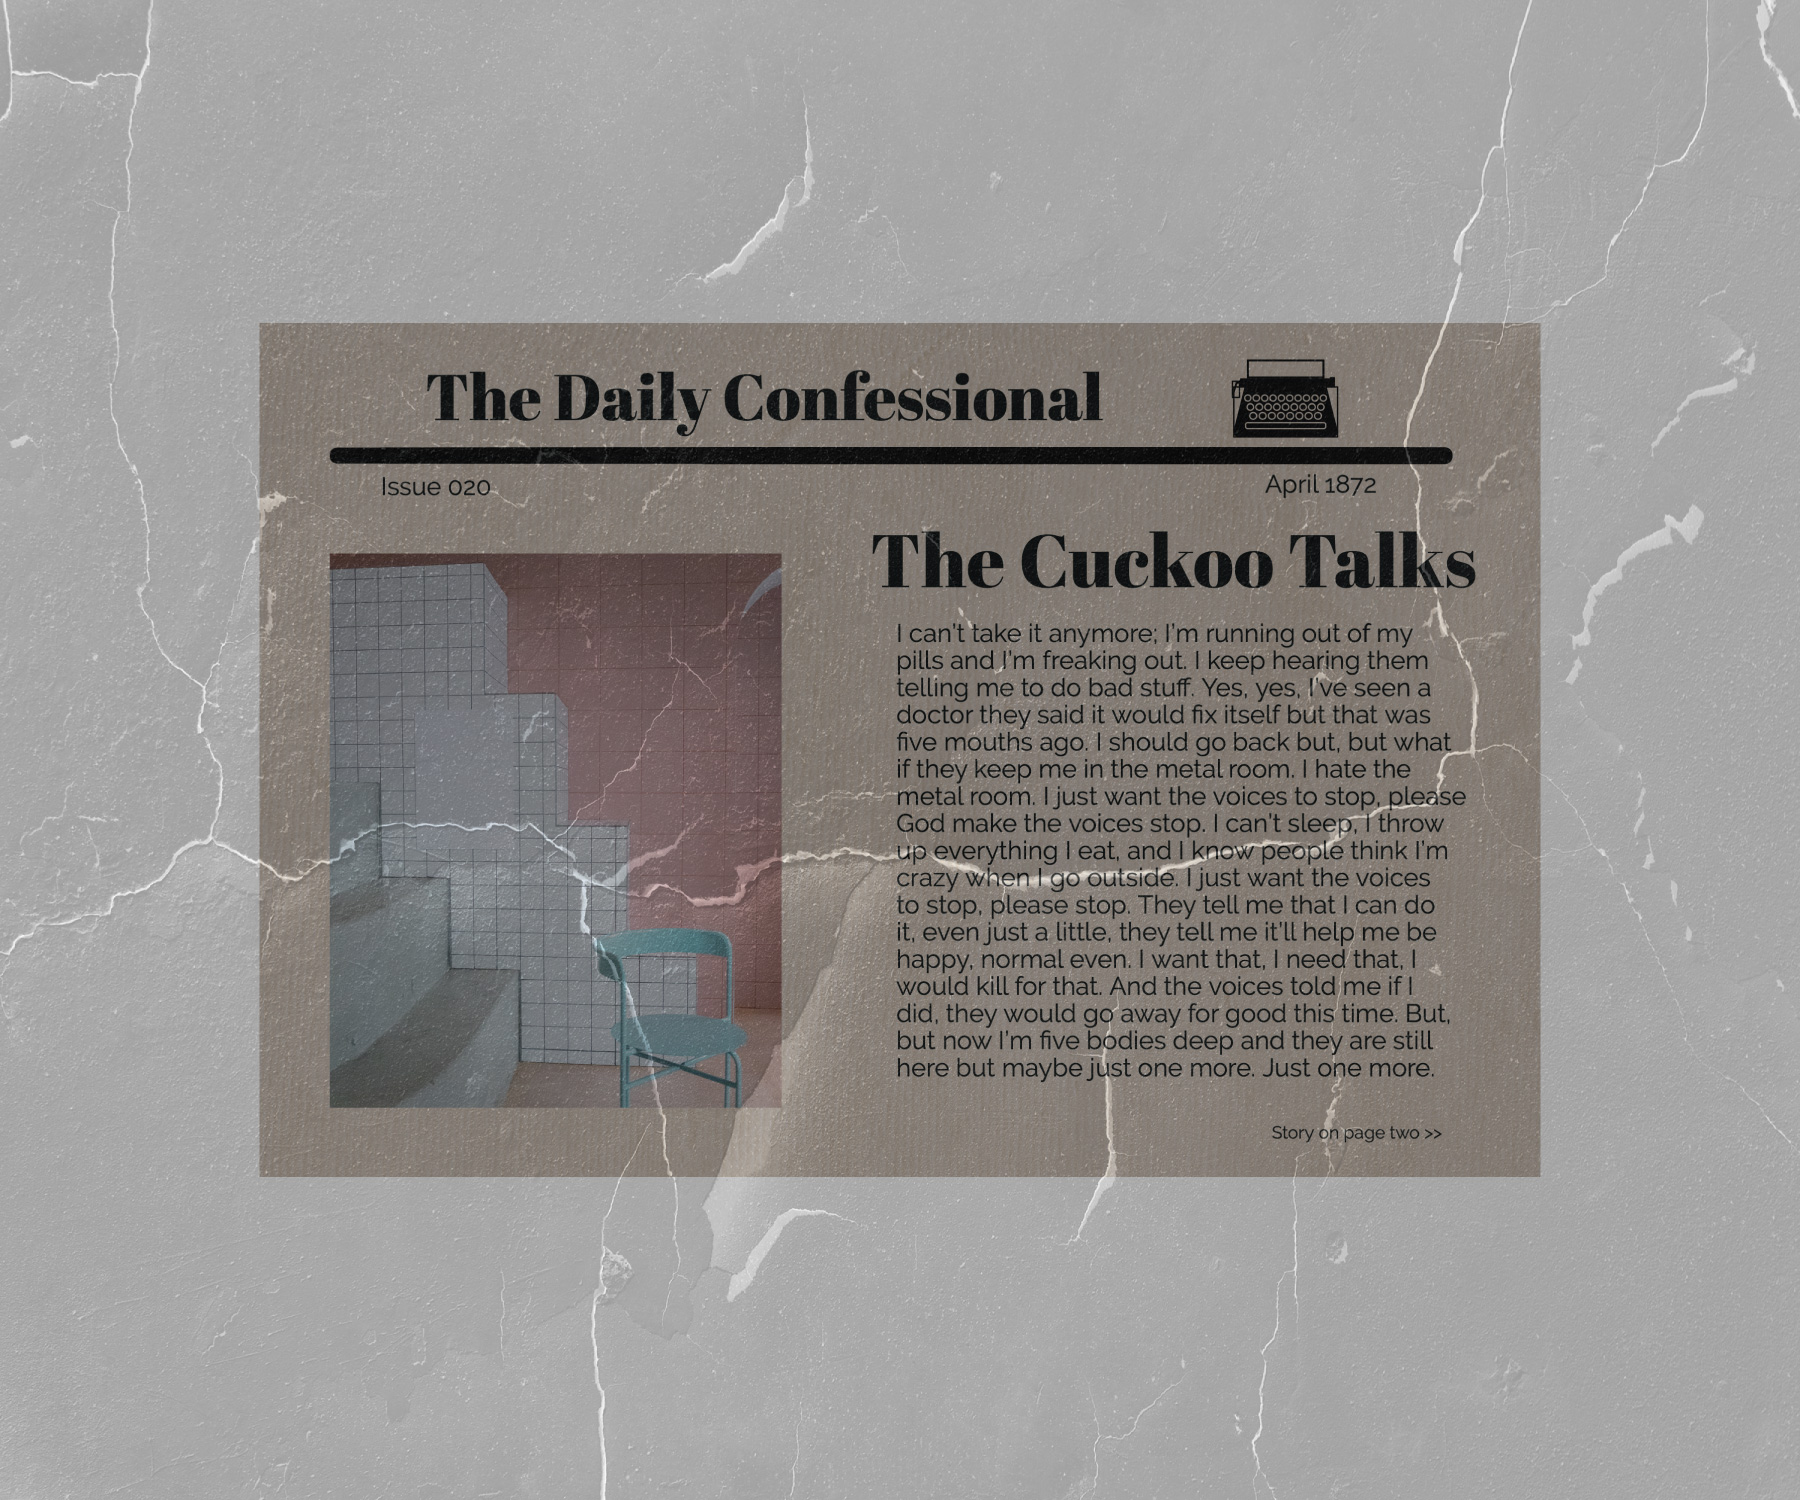 The Daily Confessional
Issue 020
April 1872
The Cuckoo Talks
I can't take it anymore; I'm running out of my
pills and I'm freaking out. I keep hearing them
telling me to do bad stuff. Yes, yes, I've seen a
doctor they said it would fix itself but that was
five mouths ago. I should go back but, but what
if they keep me in the metal room. I hate the
metal room. I just want the voices to stop, please
God make the voices stop. I can't sleep, I throw
up everything I eat, and I know people think I'm
crazy when I go outside. I just want the voices
to stop, please stop. They tell me that I can do
it, even just a little, they tell me it'll help me be
happy, normal even. I want that, I need that, I
would kill for that. And the voices told me if I
did, they would go away for good this time. But,
but now I'm five bodies deep and they are still
here but maybe just one more. Just one more.
Story on page two >>